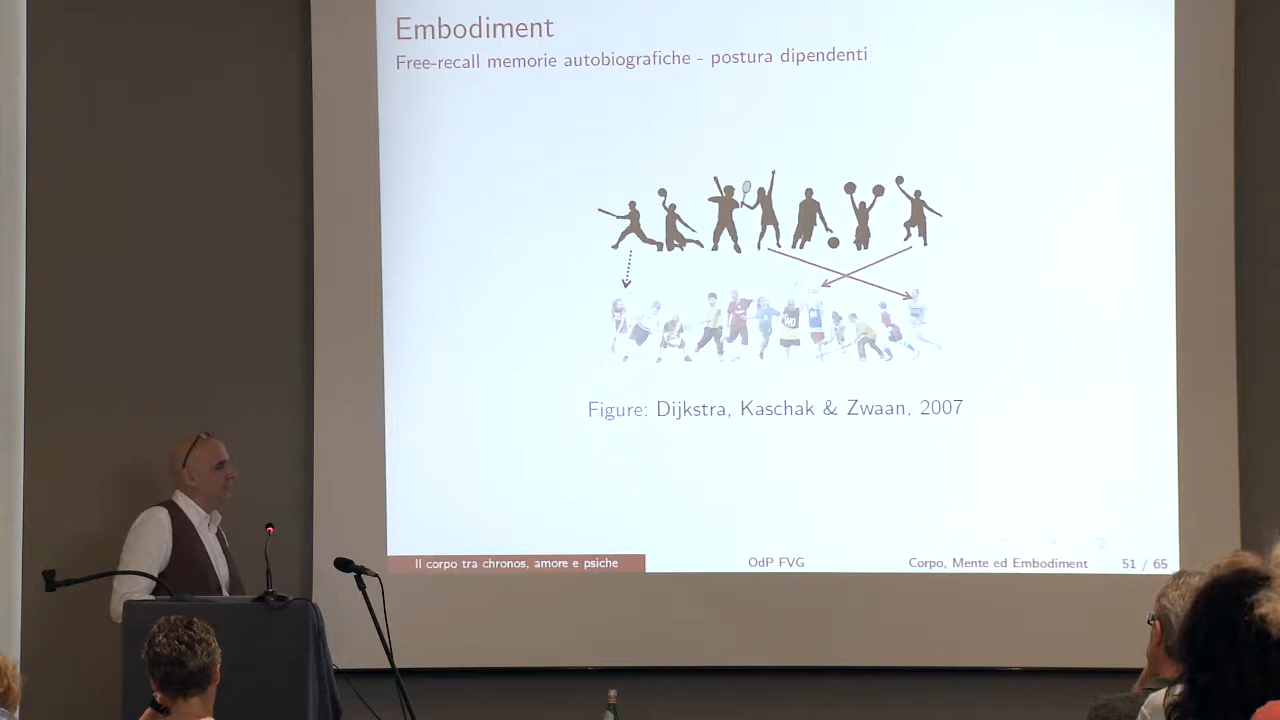 Embodiment
Free-recall memorie autobiografiche - postura dipendenti
Figure: Dijkstra, Kaschak & Zwaan, 2007
Il corpo tra chronos, amore e psiche
OdP FVG
Corpo, Mente ed Embodiment
51 / 65